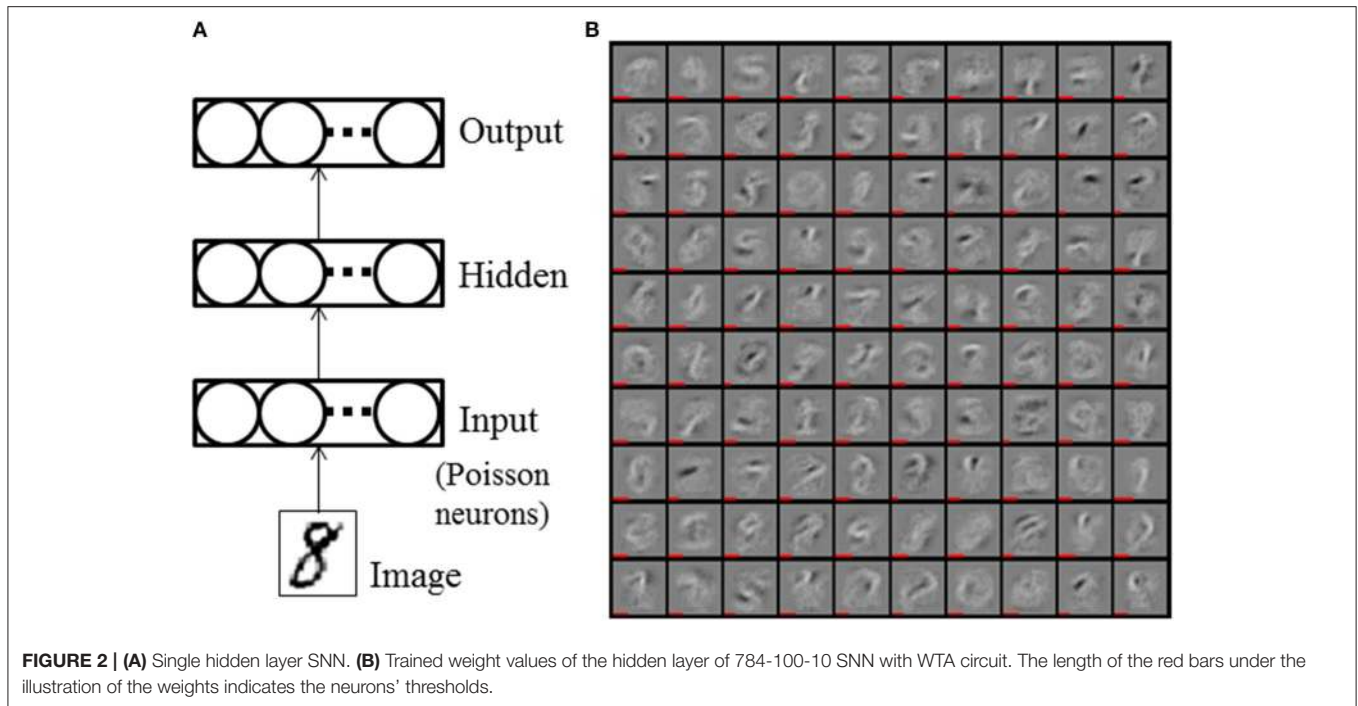 A
B
Output
Hidden
Input
(Poisson
neurons)
Image
FIGURE 2 | (A) Single hidden layer SNN. (B) Trained weight values of the hidden layer of 784-100-10 SNN with WTA circuit. The length of the red bars under the
illustration of the weights indicates the neurons’ thresholds.